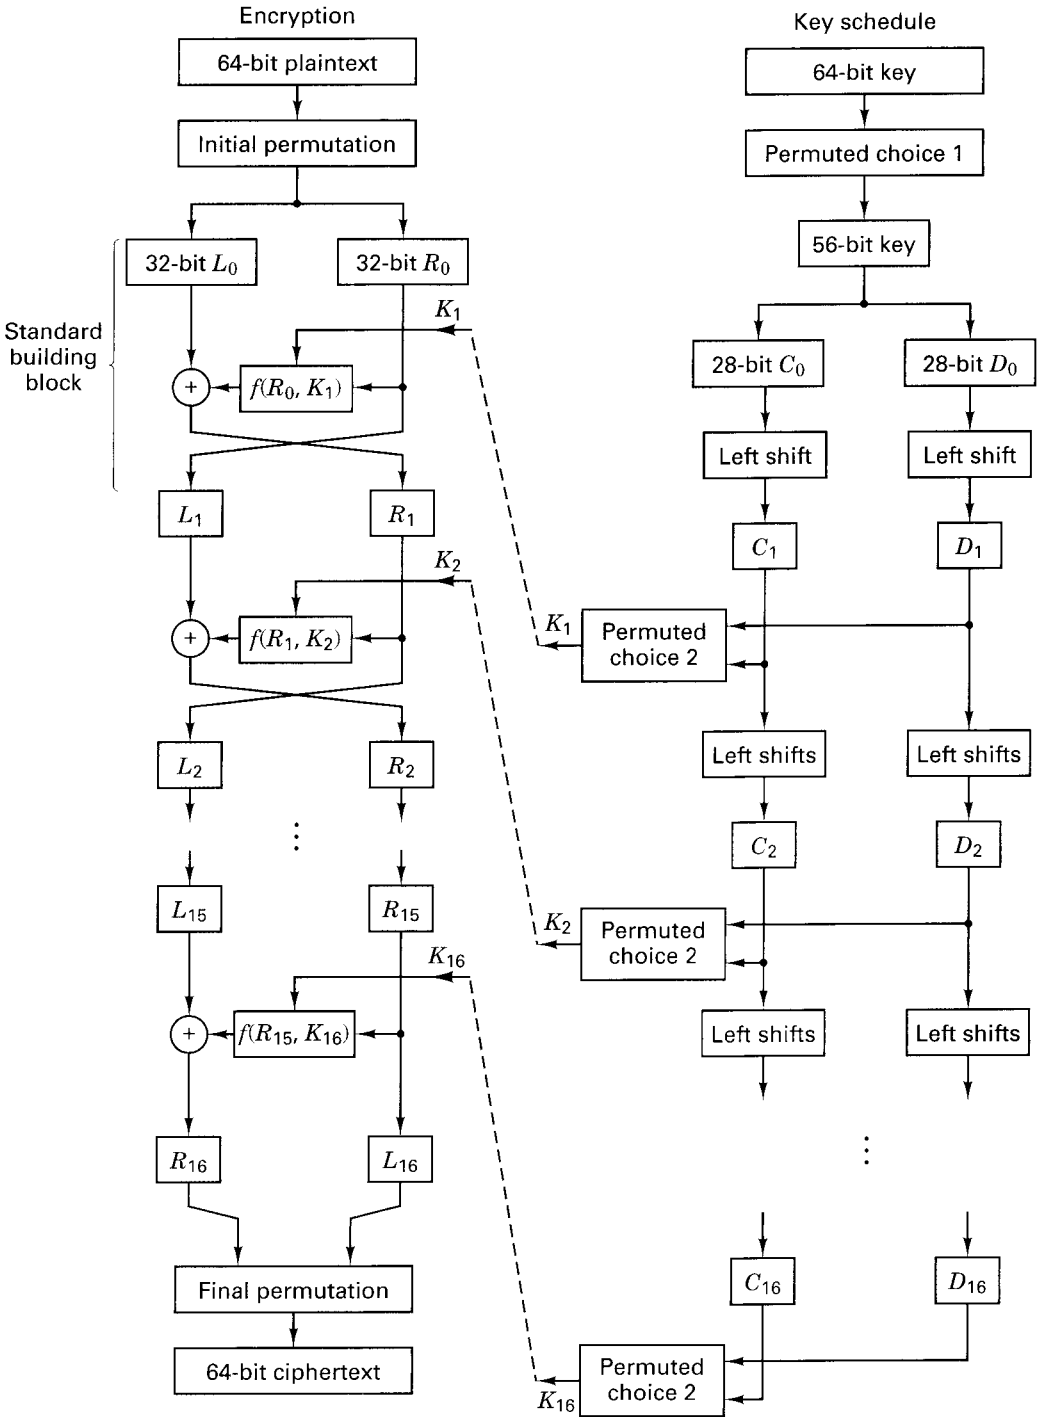 Encryption
64-bit plaintext
Initial permutation
32-bit L0
32-bit R0
K1
Standard
building
block
+
f(R0, K1)
L1
R1
K2
+
f(R1, K2)
L2
R2
⋮
L15
R15
K16
+
f(R15, K16)
R16
L16
Final permutation
64-bit ciphertext
Key schedule
64-bit key
Permuted choice 1
56-bit key
28-bit C0
28-bit D0
Left shift
Left shift
C1
D1
K1
Permuted
choice 2
Left shifts
Left shifts
C2
D2
K2
Permuted
choice 2
Left shifts
Left shifts
⋮
C16
D16
K16
Permuted
choice 2